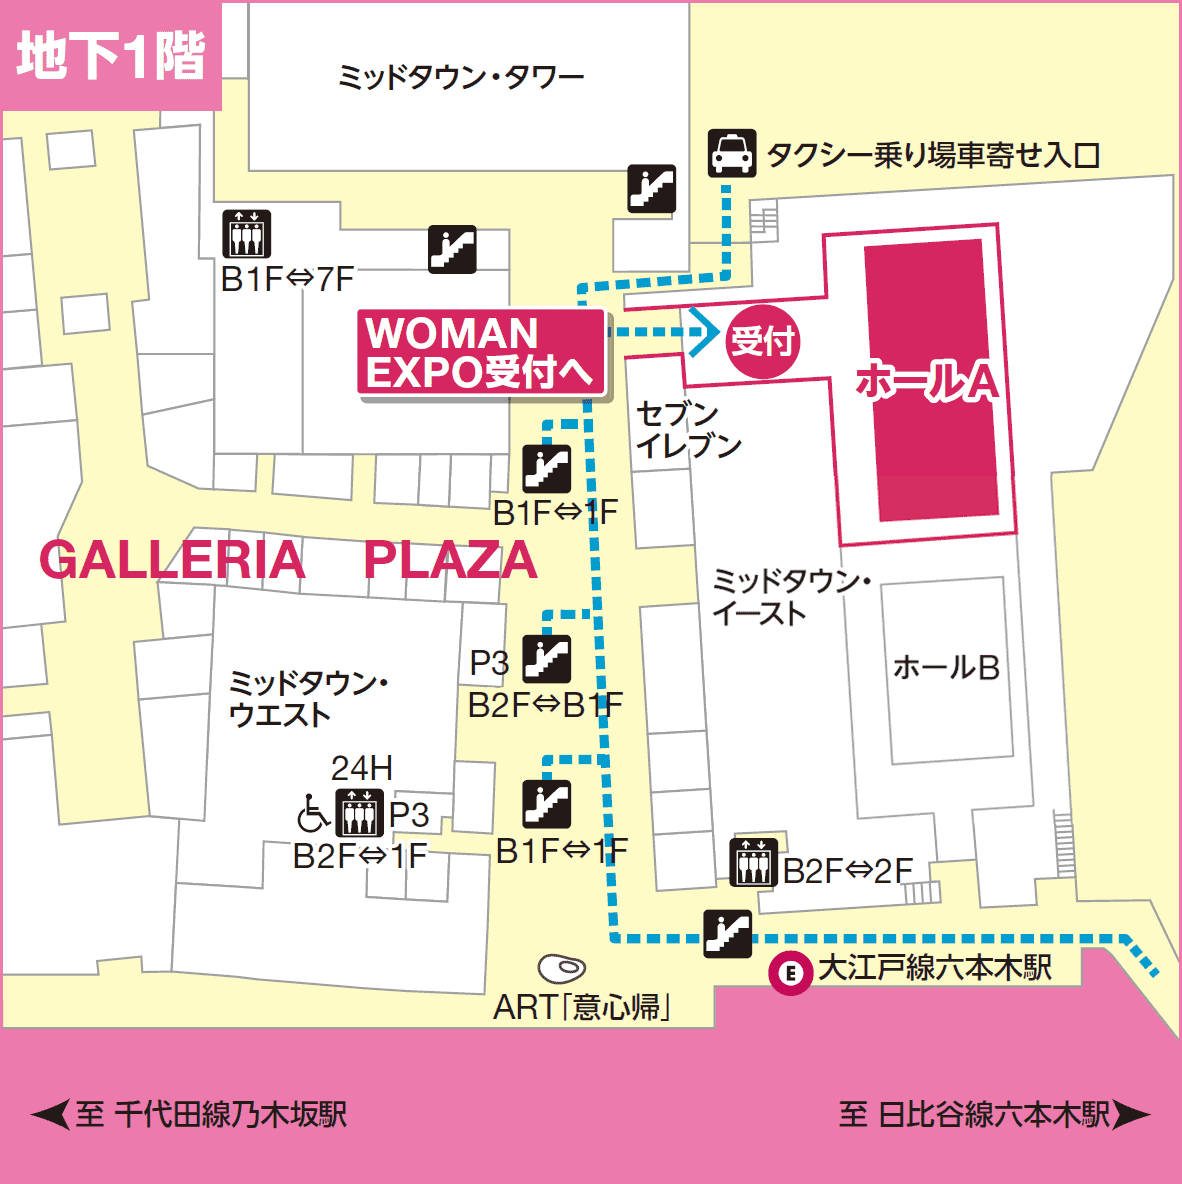 地下1階
ミッドタウン・タワー
タクシー乗り場車寄せ入口
B1F⇔7F
WOMAN
EXPO受付へ
受付
ホールA
セブン
イレブン
B1F⇔1F
GALLERIA PLAZA
ミッドタウン・
イースト
ホールB
P3
B2F⇔B1F
ミッドタウン・
ウエスト
24H
P3
B2F⇔1F
B1F⇔1F
B2F⇔2F
E 大江戸線六本木駅
ART「意心帰」
至 千代田線乃木坂駅
至 日比谷線六本木駅